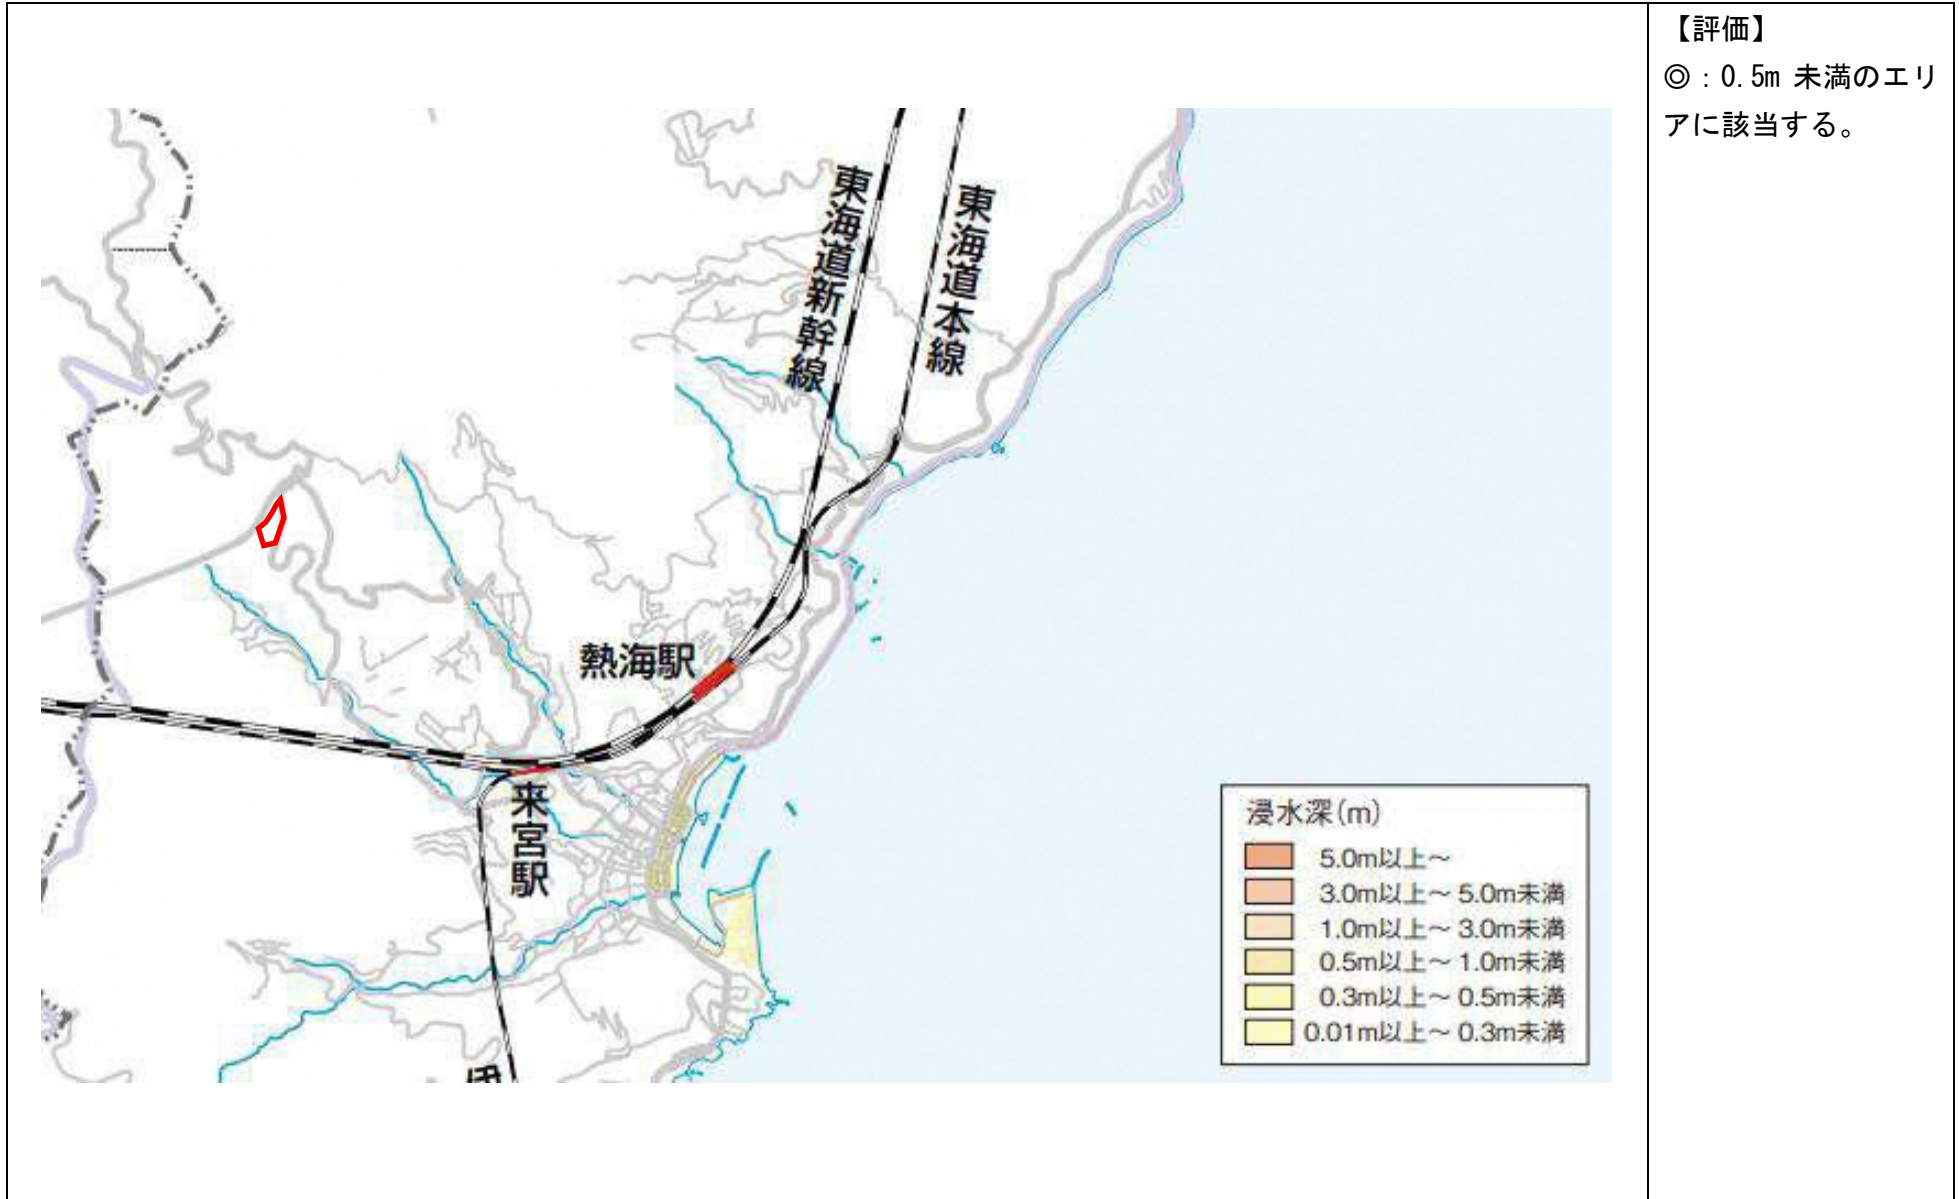 【評価】
◎：0.5m 未満のエリ
アに該当する。
東海道新幹線
東海道本線
熱海駅
来宮駅
伊
浸水深(m)
5.0m以上～
3.0m以上～ 5.0m未満
1.0m以上～ 3.0m未満
0.5m以上～ 1.0m未満
0.3m以上～ 0.5m未満
0.01m以上～ 0.3m未満